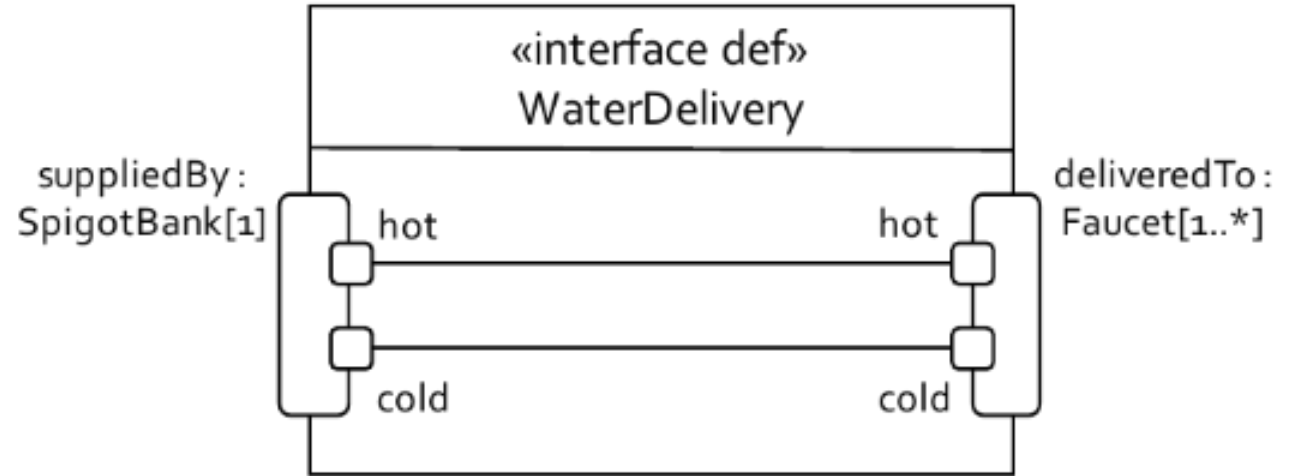 «interface def»
WaterDelivery
suppliedBy :
SpigotBank[1]
deliveredTo :
Faucet[1..*]
hot
hot
cold
cold